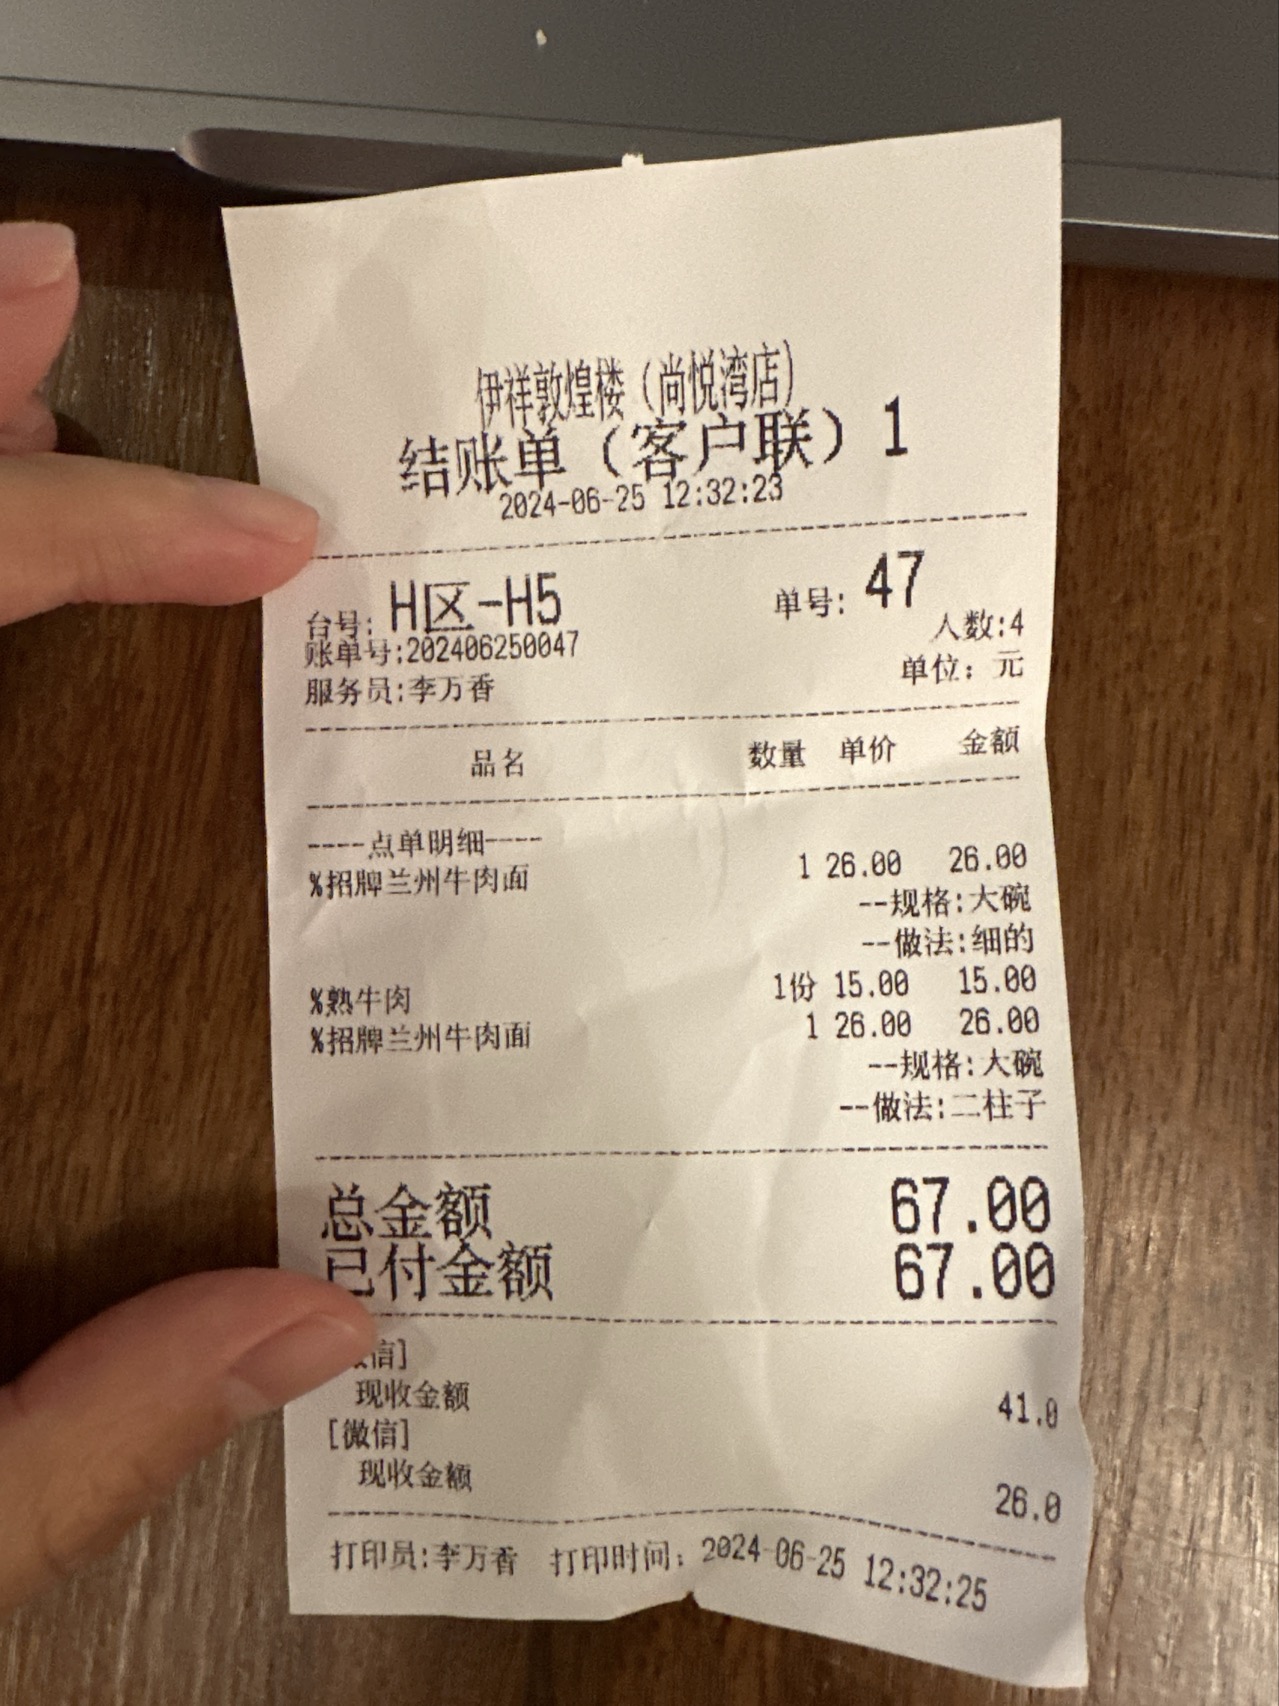 伊祥敦煌楼（尚悦湾店）
结账单（客户联）1
2024-06-25 12:32:23
台号: H区-H5 单号: 47
人数:4
账单号:202406250047
单位：元
服务员:李万香
品名 数量 单价 金额
----点单明细----
%招牌兰州牛肉面 1 26.00 26.00
--规格:大碗
--做法:细的
%熟牛肉 1份 15.00 15.00
%招牌兰州牛肉面 1 26.00 26.00
--规格:大碗
--做法:二柱子
总金额 67.00
已付金额 67.00
信]
现收金额 41.0
[微信]
现收金额 26.0
打印员:李万香 打印时间：2024-06-25 12:32:25